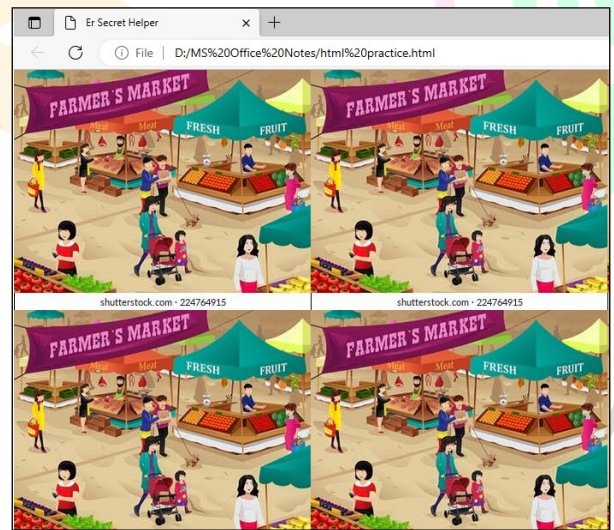 Er Secret Helper
File | D:/MS%20Office%20Notes/html%20practice.html
FARMER'S MARKET
Meat Meat
FRESH FRUIT
FARMER'S MARKET
Meat Meat
FRESH FRUIT
shutterstock.com · 224764915
shutterstock.com · 224764915
FARMER'S MARKET
Meat Meat
FRESH FRUIT
FARMER'S MARKET
Meat Meat
FRESH FRUIT